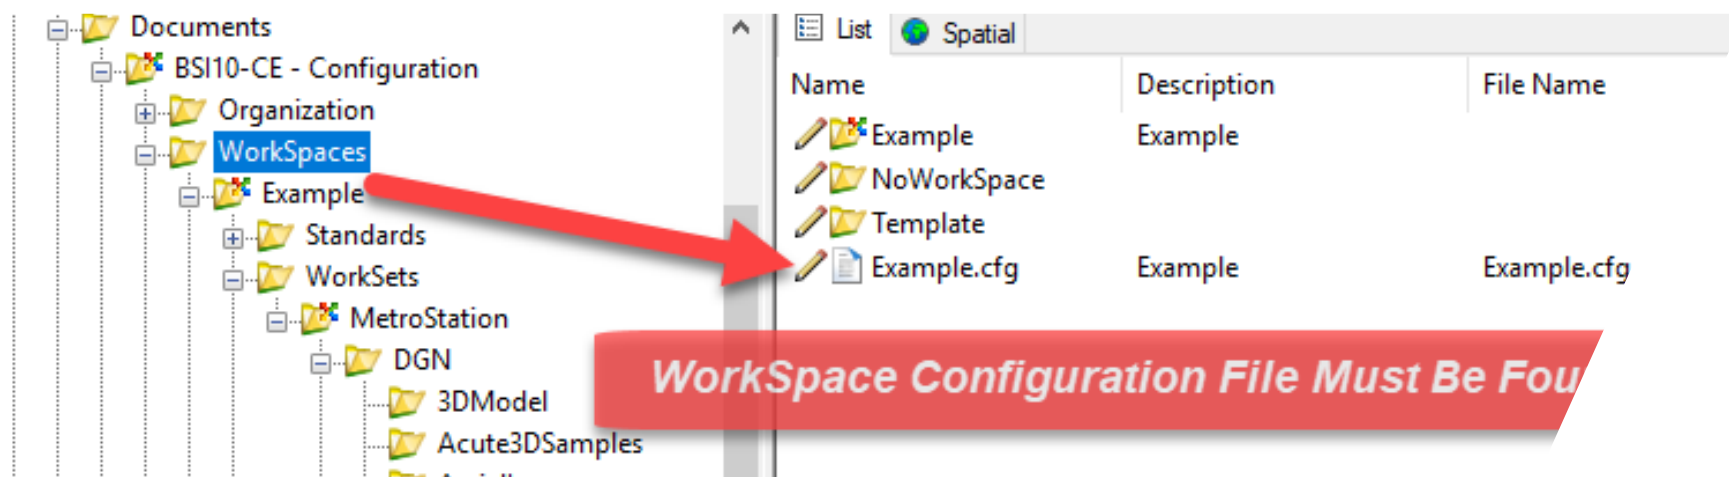 Documents
BSI10-CE - Configuration
Organization
WorkSpaces
Example
Standards
WorkSets
MetroStation
DGN
3DModel
Acute3DSamples
List Spatial
Name Description File Name
Example Example
NoWorkSpace
Template
Example.cfg Example Example.cfg
WorkSpace Configuration File Must Be Fou